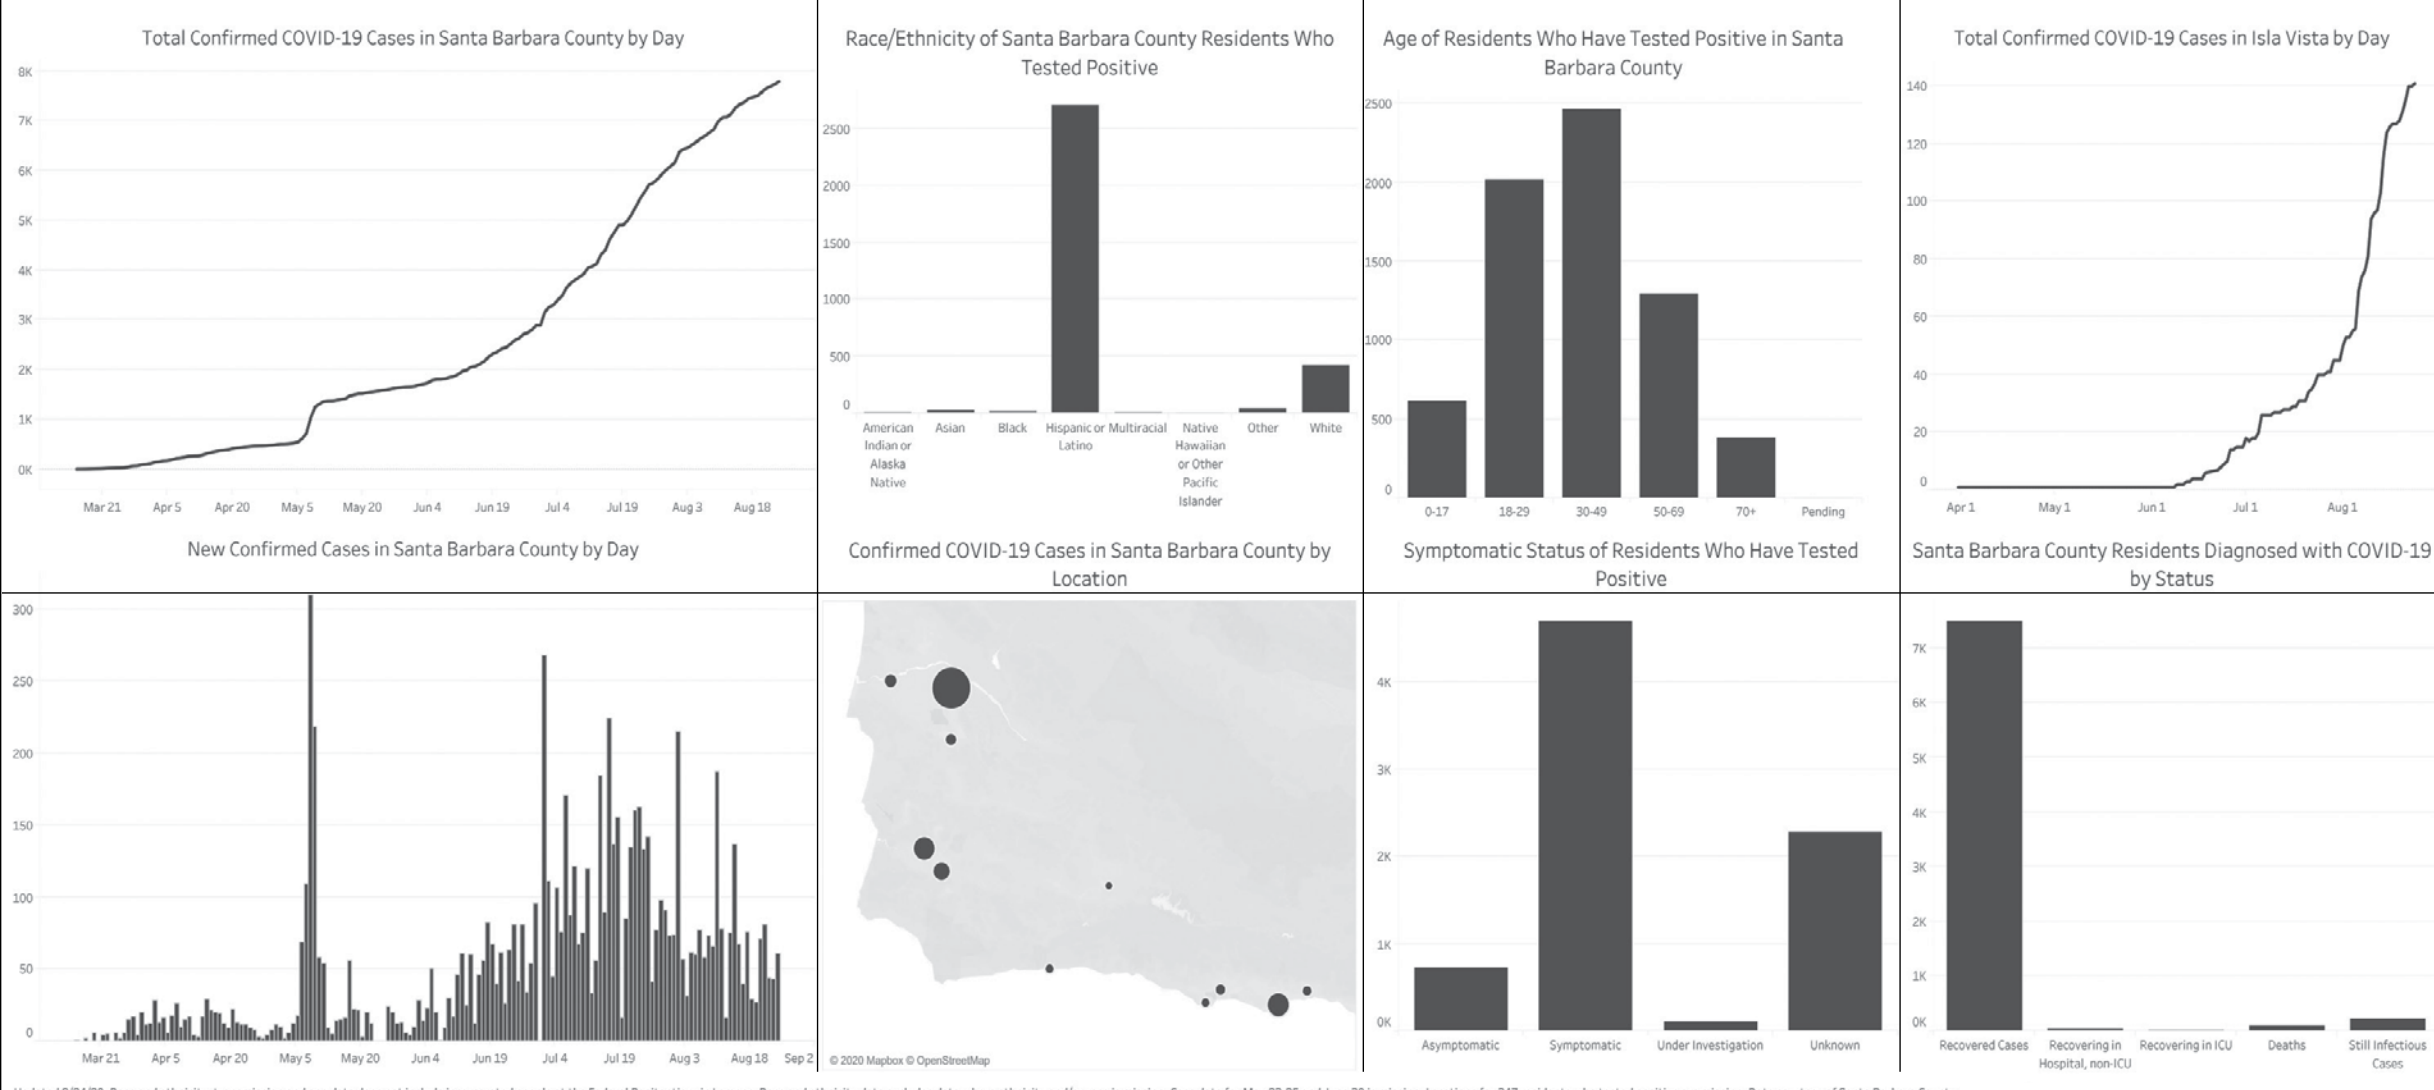 Total Confirmed COVID-19 Cases in Santa Barbara County by Day
8K
7K
6K
5K
4K
3K
2K
1K
0K
Mar 21 Apr 5 Apr 20 May 5 May 20 Jun 4 Jun 19 Jul 4 Jul 19 Aug 3 Aug 18
Race/Ethnicity of Santa Barbara County Residents Who
Tested Positive
2500
2000
1500
1000
500
0
American
Indian or
Alaska
Native
Asian
Black
Hispanic or
Latino
Multiracial
Native
Hawaiian
or Other
Pacific
Islander
Other
White
Age of Residents Who Have Tested Positive in Santa
Barbara County
2500
2000
1500
1000
500
0
0-17 18-29 30-49 50-69 70+ Pending
Total Confirmed COVID-19 Cases in Isla Vista by Day
140
120
100
80
60
40
20
0
Apr 1 May 1 Jun 1 Jul 1 Aug 1
New Confirmed Cases in Santa Barbara County by Day
300
250
200
150
100
50
0
Mar 21 Apr 5 Apr 20 May 5 May 20 Jun 4 Jun 19 Jul 4 Jul 19 Aug 3 Aug 18 Sep 2
Confirmed COVID-19 Cases in Santa Barbara County by
Location
© 2020 Mapbox © OpenStreetMap
Symptomatic Status of Residents Who Have Tested
Positive
4K
3K
2K
1K
0K
Asymptomatic Symptomatic Under Investigation Unknown
Santa Barbara County Residents Diagnosed with COVID-19
by Status
7K
6K
5K
4K
3K
2K
1K
0K
Recovered Cases
Recovering in
Hospital, non-ICU
Recovering in ICU
Deaths
Still Infectious
Cases